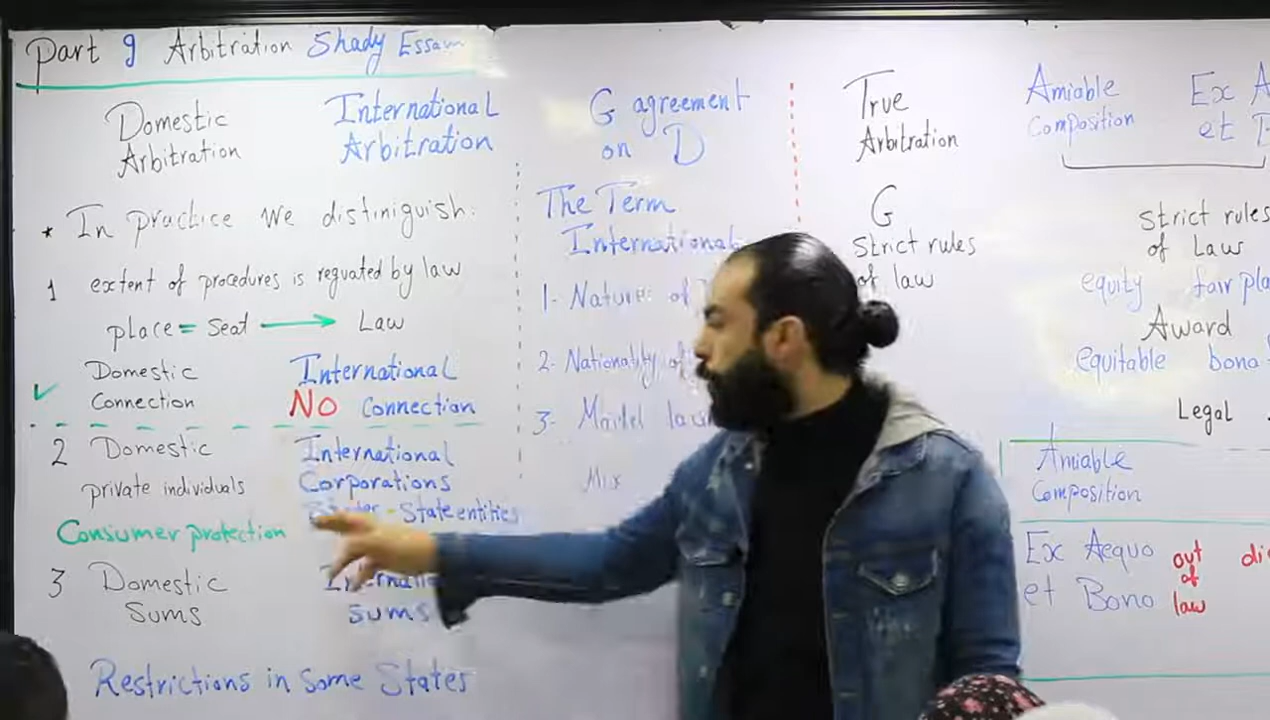 Part 9 Arbitration Shady Essam
Domestic Arbitration
International Arbitration
* In practice we distiniguish:
1 extent of procedures is reguated by law
place = Seat → Law
Domestic Connection
International NO Connection
2 Domestic private individuals
International Corporations
State entities
Consumer protection
3 Domestic Sums
Sums
Restrictions in some States
G agreement on D
The Term International
1- Nature of
2- Nationality of
3- Model law
Mix
True Arbitration
G
Strict rules of law
Amiable Composition
Ex A
et
Strict rules of Law
equity fair pla
Award
equitable bona
Legal
Amiable Composition
Ex Aequo et Bono
out of law